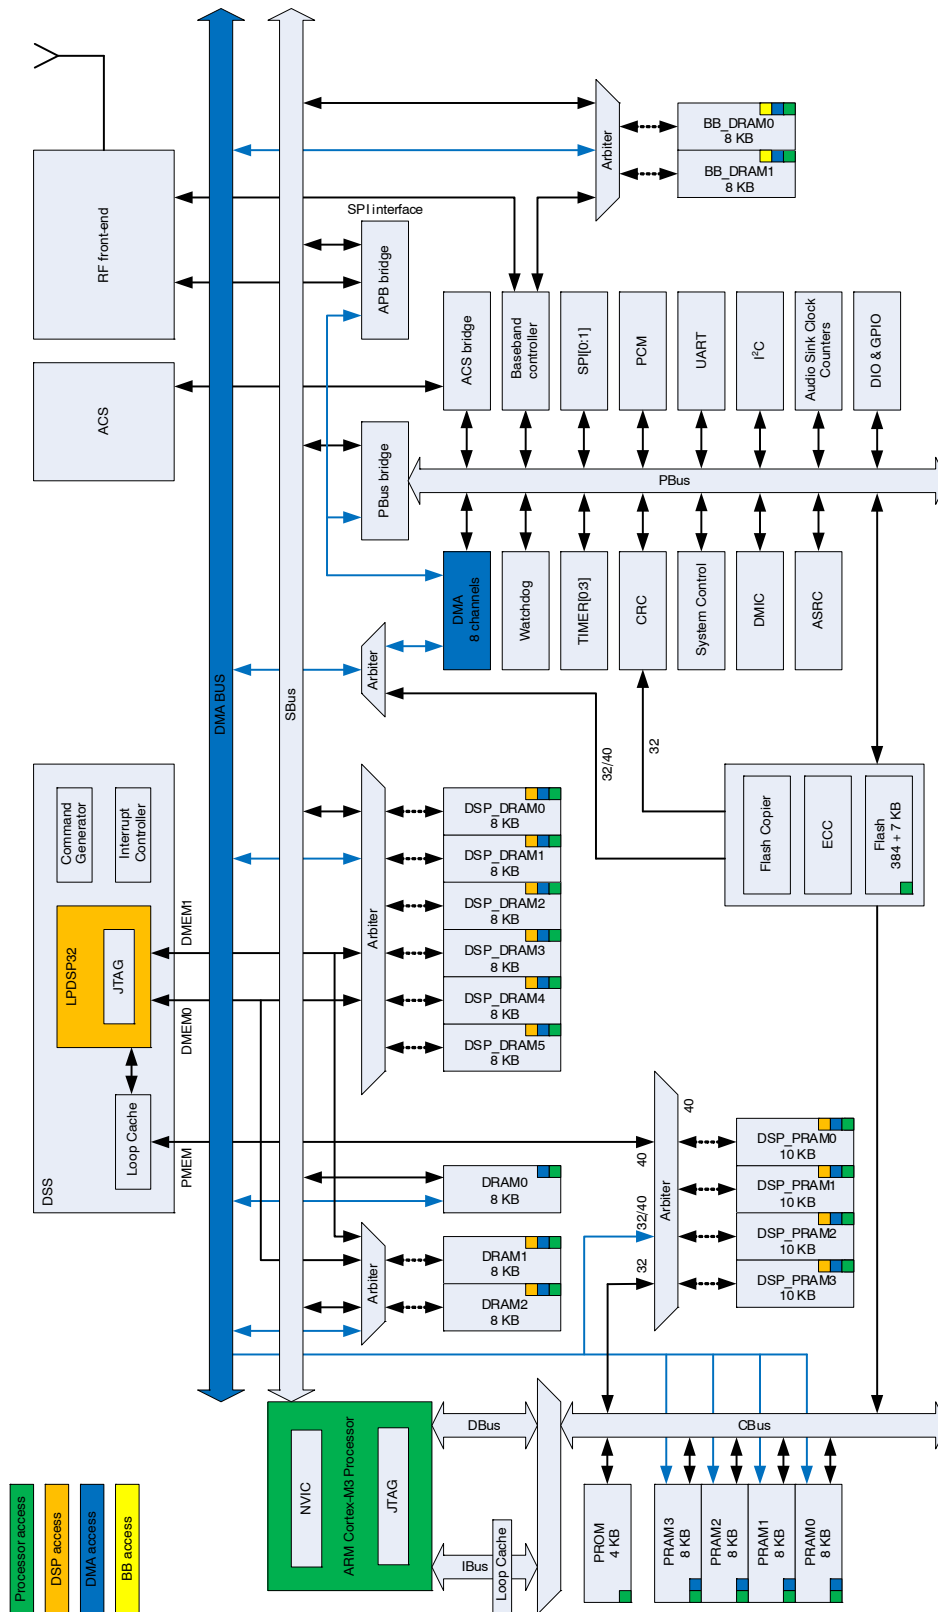 SPI interface
RF front-end
APB bridge
Arbiter
BB_DRAM0
8 KB
BB_DRAM1
8 KB
ACS
ACS bridge
Baseband
controller
SPI[0:1]
PCM
UART
I²C
Audio Sink Clock
Counters
DIO & GPIO
PBus bridge
PBus
DMA
8 channels
Watchdog
TIMER[0:3]
CRC
System Control
DMIC
ASRC
Arbiter
DMA BUS
SBus
32/40
32
Flash Copier
ECC
Flash
384 + 7 KB
Command
Generator
Interrupt
Controller
LPDSP32
JTAG
DMEM1
DMEM0
Loop Cache
PMEM
DSS
Arbiter
DSP_DRAM0
8 KB
DSP_DRAM1
8 KB
DSP_DRAM2
8 KB
DSP_DRAM3
8 KB
DSP_DRAM4
8 KB
DSP_DRAM5
8 KB
40
40
32/40
32
Arbiter
DSP_PRAM0
10 KB
DSP_PRAM1
10 KB
DSP_PRAM2
10 KB
DSP_PRAM3
10 KB
DRAM0
8 KB
Arbiter
DRAM1
8 KB
DRAM2
8 KB
NVIC
ARM Cortex-M3 Processor
JTAG
DBus
IBus
Loop Cache
CBus
PROM
4 KB
PRAM3
8 KB
PRAM2
8 KB
PRAM1
8 KB
PRAM0
8 KB
Processor access
DSP access
DMA access
BB access